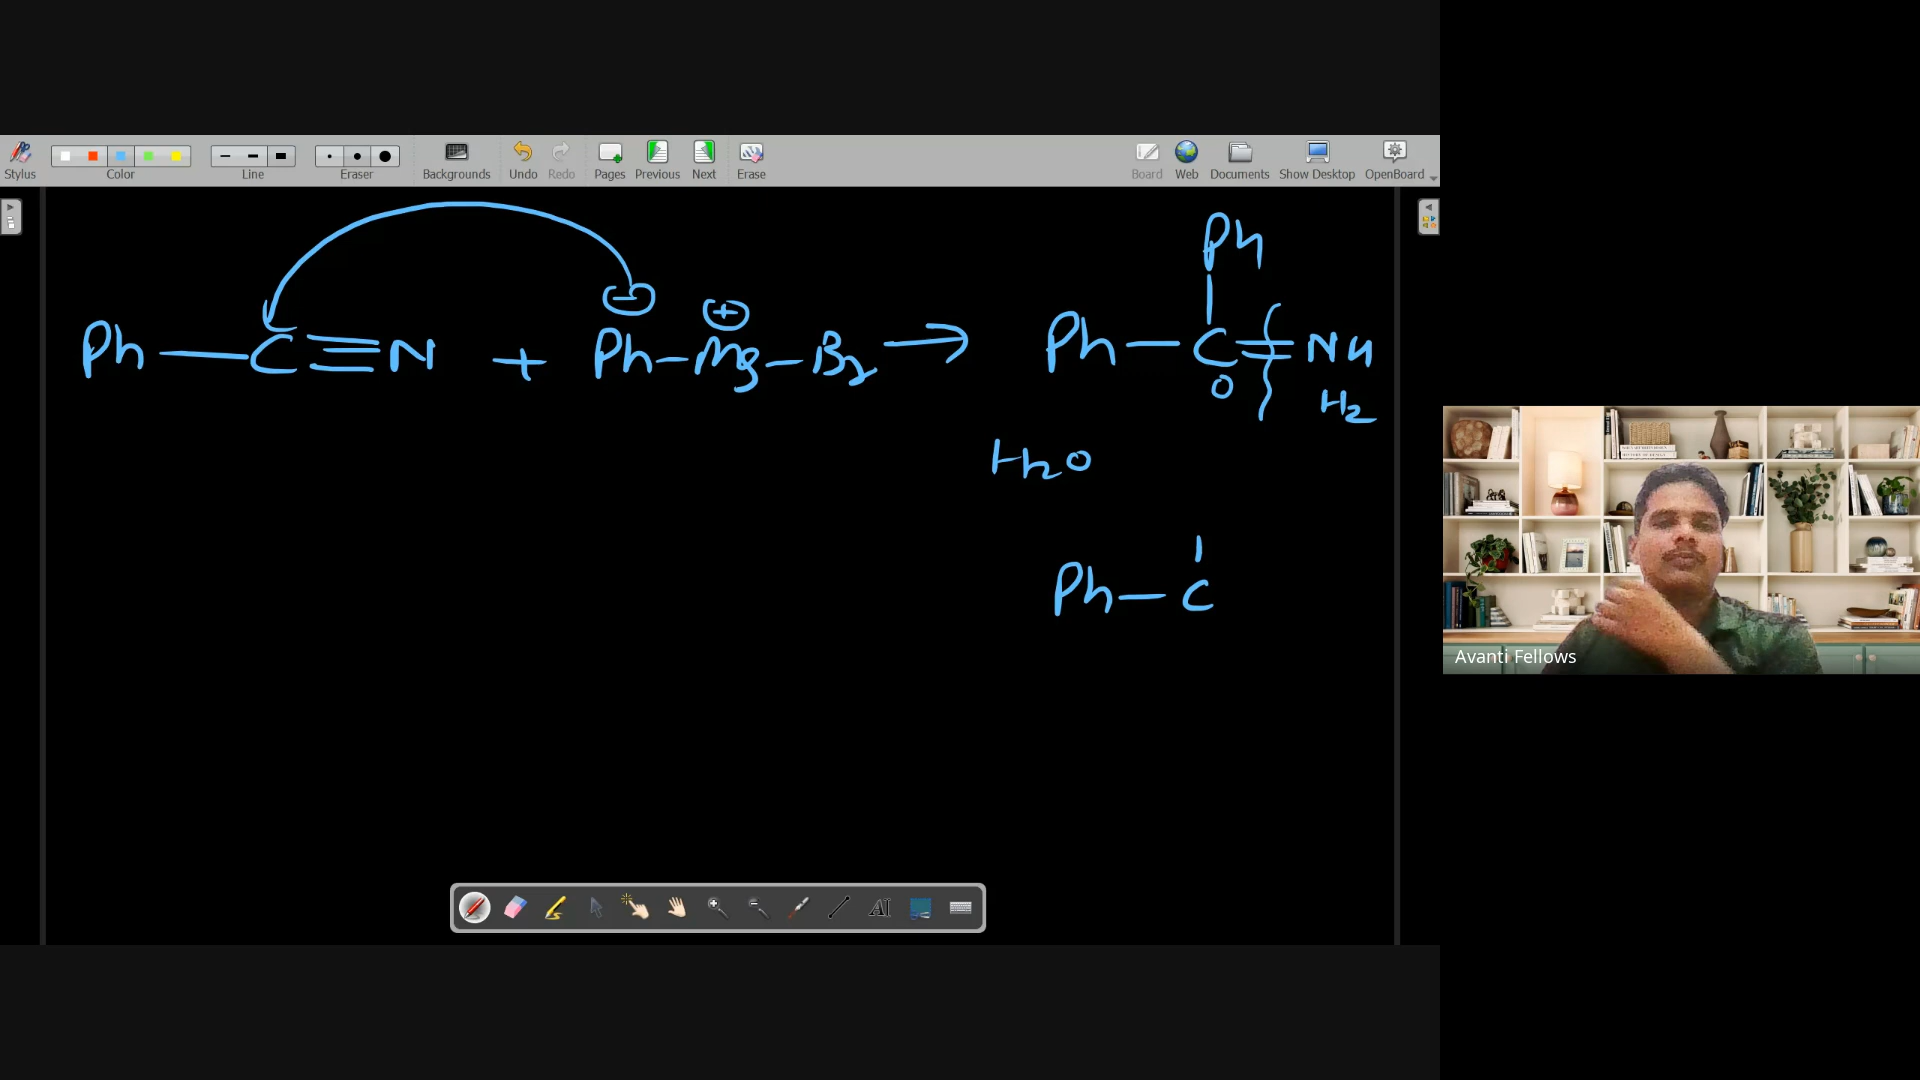 Stylus Color Line Eraser Backgrounds Undo Redo Pages Previous Next Erase Board Web Documents Show Desktop OpenBoard
Ph
⊖ ⊕
Ph — C ≡ N + Ph — Mg — Br → Ph — C = NH
O H2
H2O
Ph — C
AI
Avanti Fellows